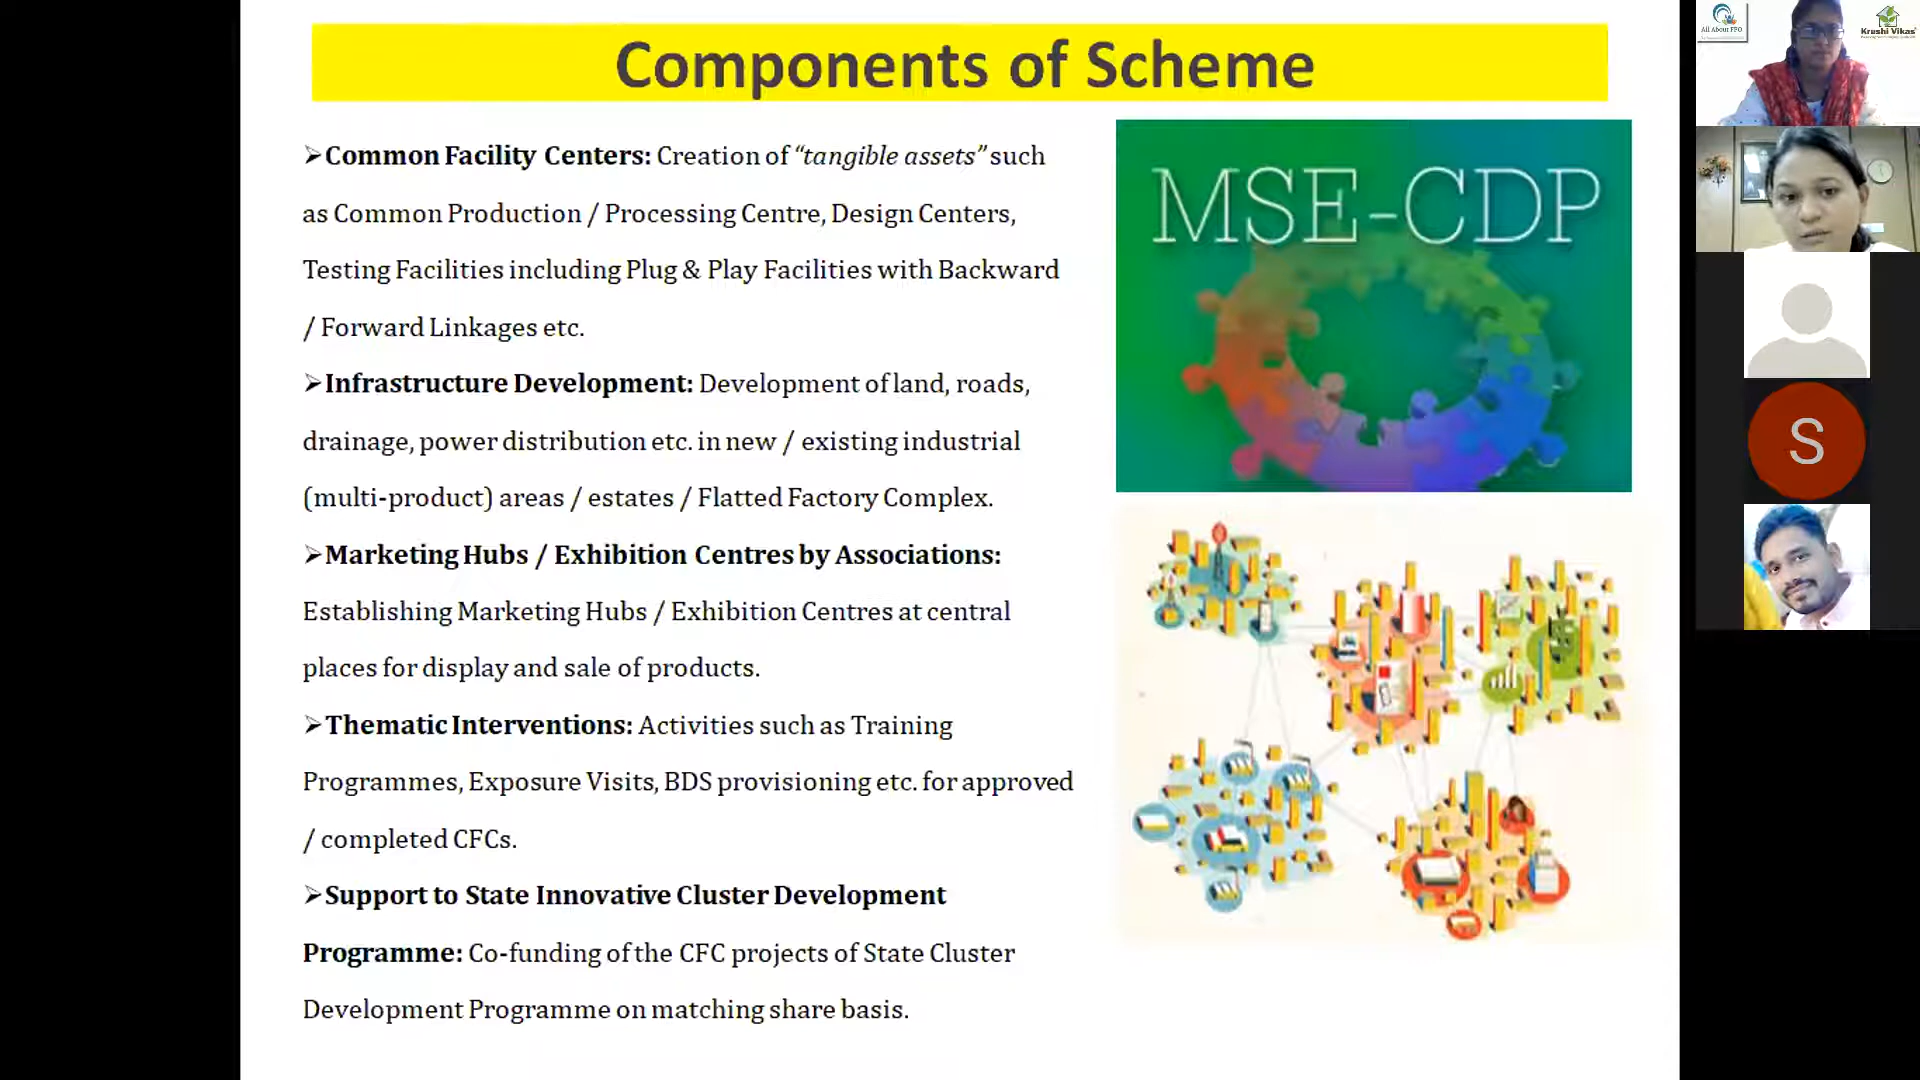 Components of Scheme
➢Common Facility Centers: Creation of “tangible assets” such
as Common Production / Processing Centre, Design Centers,
Testing Facilities including Plug & Play Facilities with Backward
/ Forward Linkages etc.
➢Infrastructure Development: Development of land, roads,
drainage, power distribution etc. in new / existing industrial
(multi-product) areas / estates / Flatted Factory Complex.
➢Marketing Hubs / Exhibition Centres by Associations:
Establishing Marketing Hubs / Exhibition Centres at central
places for display and sale of products.
➢Thematic Interventions: Activities such as Training
Programmes, Exposure Visits, BDS provisioning etc. for approved
/ completed CFCs.
➢Support to State Innovative Cluster Development
Programme: Co-funding of the CFC projects of State Cluster
Development Programme on matching share basis.
MSE-CDP
All About FPO
Krushi Vikas
S